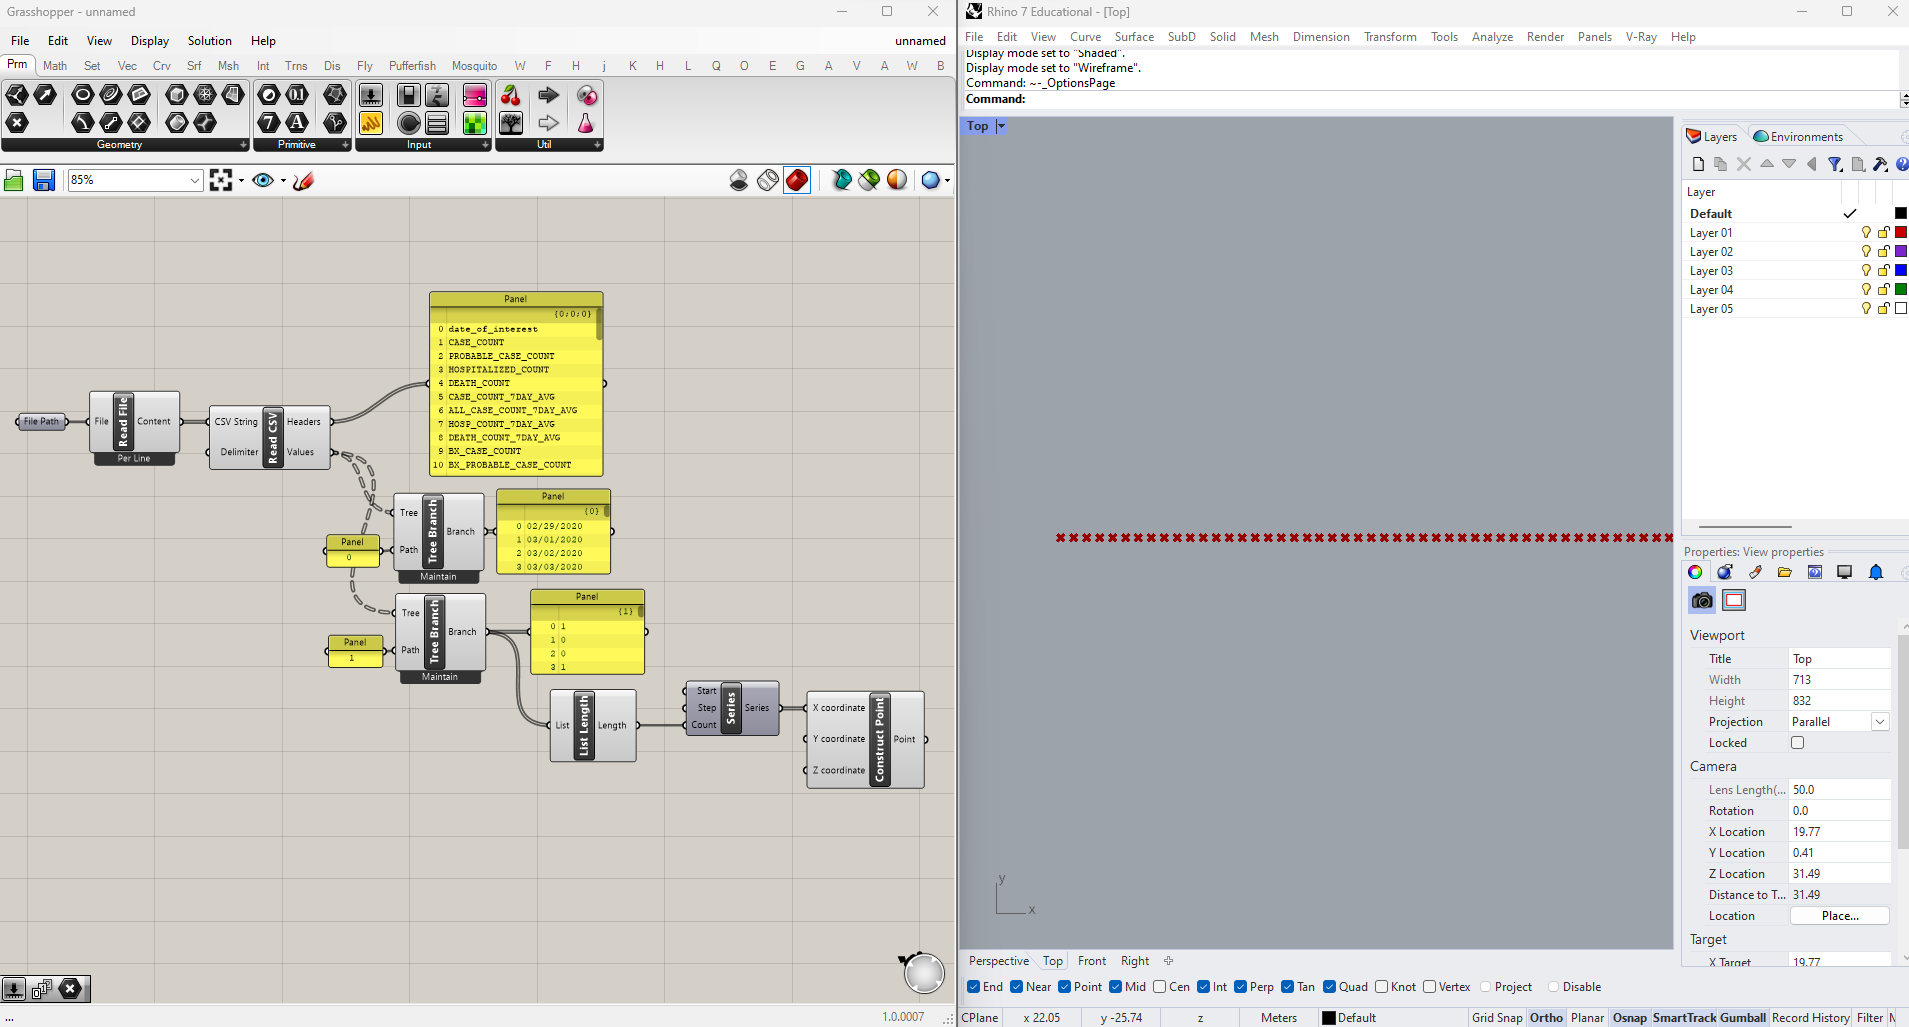 Grasshopper - unnamed
File Edit View Display Solution Help
unnamed
Prm Math Set Vec Crv Srf Msh Int Trns Dis Fly Pufferfish Mosquito W F H j K H L Q O E G A V A W B
Geometry
Primitive
Input
Util
85%
Panel
{0;0;0}
0 date_of_interest
1 CASE_COUNT
2 PROBABLE_CASE_COUNT
3 HOSPITALIZED_COUNT
4 DEATH_COUNT
5 CASE_COUNT_7DAY_AVG
6 ALL_CASE_COUNT_7DAY_AVG
7 HOSP_COUNT_7DAY_AVG
8 DEATH_COUNT_7DAY_AVG
9 BX_CASE_COUNT
10 BX_PROBABLE_CASE_COUNT
File Path
File
Read File
Content
Per Line
CSV String
Delimiter
Read CSV
Headers
Values
Tree
Path
Tree Branch
Branch
Maintain
Panel
0
Panel
{0}
0 02/29/2020
1 03/01/2020
2 03/02/2020
3 03/03/2020
Tree
Path
Tree Branch
Branch
Maintain
Panel
1
Panel
{1}
0 1
1 0
2 0
3 1
List
List Length
Length
Start
Step
Count
Series
Series
X coordinate
Y coordinate
Z coordinate
Construct Point
Point
...
1.0.0007
Rhino 7 Educational - [Top]
File Edit View Curve Surface SubD Solid Mesh Dimension Transform Tools Analyze Render Panels V-Ray Help
Display mode set to "Shaded".
Display mode set to "Wireframe".
Command: ~-_OptionsPage
Command:
Top
y
x
Layers
Environments
Layer
Default
Layer 01
Layer 02
Layer 03
Layer 04
Layer 05
Properties: View properties
Viewport
Title Top
Width 713
Height 832
Projection Parallel
Locked
Camera
Lens Length(... 50.0
Rotation 0.0
X Location 19.77
Y Location 0.41
Z Location 31.49
Distance to T... 31.49
Location Place...
Target
X Target 19.77
Perspective Top Front Right
End Near Point Mid Cen Int Perp Tan Quad Knot Vertex Project Disable
CPlane x 22.05 y -25.74 z Meters Default Grid Snap Ortho Planar Osnap SmartTrack Gumball Record History Filter